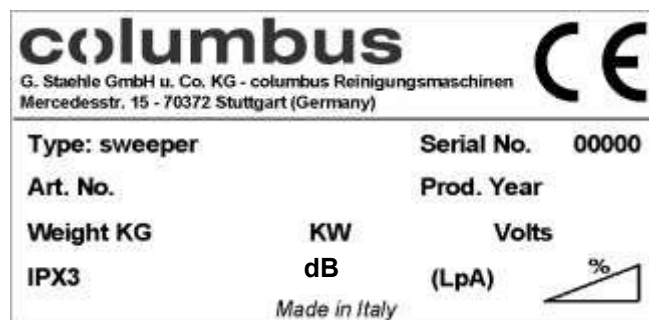 columbus
CE
G. Staehle GmbH u. Co. KG - columbus Reinigungsmaschinen
Mercedesstr. 15 - 70372 Stuttgart (Germany)
Type: sweeper Serial No. 00000
Art. No. Prod. Year
Weight KG KW Volts
IPX3 dB (LpA) %
Made in Italy